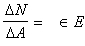 ΔN/ΔA = ∈ E